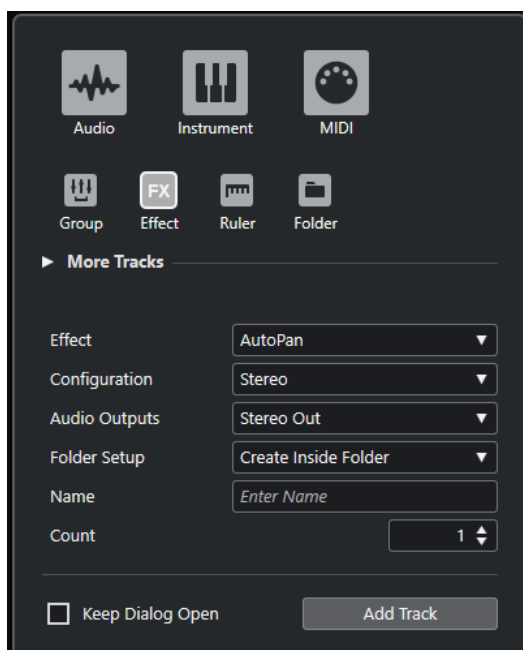 Audio Instrument MIDI
FX
Group Effect Ruler Folder
More Tracks
Effect AutoPan
Configuration Stereo
Audio Outputs Stereo Out
Folder Setup Create Inside Folder
Name Enter Name
Count 1
Keep Dialog Open Add Track